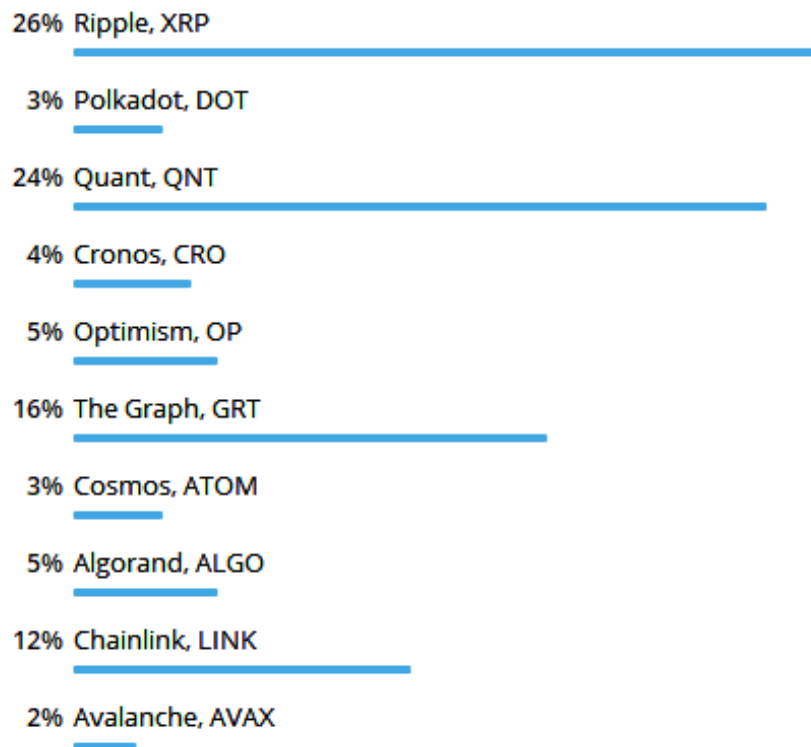 26% Ripple, XRP
3% Polkadot, DOT
24% Quant, QNT
4% Cronos, CRO
5% Optimism, OP
16% The Graph, GRT
3% Cosmos, ATOM
5% Algorand, ALGO
12% Chainlink, LINK
2% Avalanche, AVAX